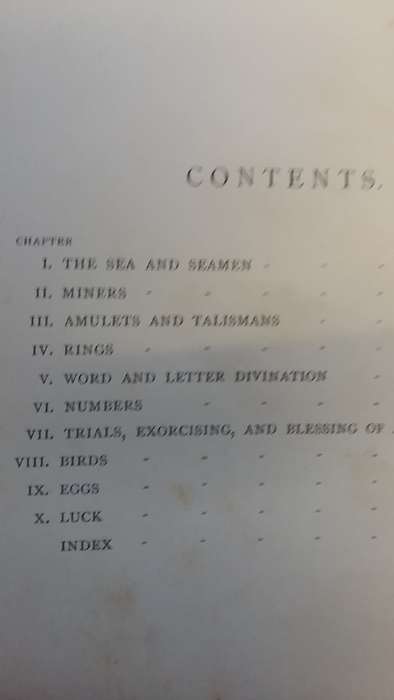 CONTENTS.
CHAPTER
I. THE SEA AND SEAMEN
II. MINERS
III. AMULETS AND TALISMANS
IV. RINGS
V. WORD AND LETTER DIVINATION
VI. NUMBERS
VII. TRIALS, EXORCISING, AND BLESSING OF
VIII. BIRDS
IX. EGGS
X. LUCK
INDEX